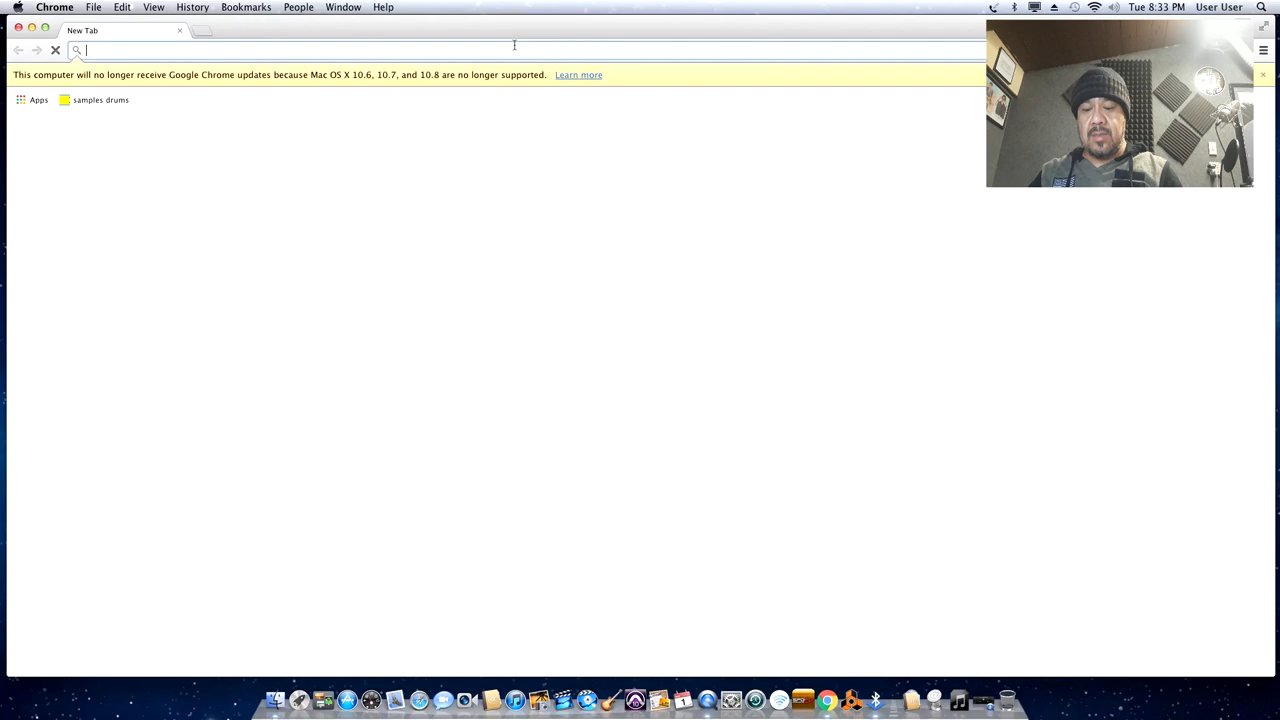 Chrome File Edit View History Bookmarks People Window Help Tue 8:33 PM User User
New Tab
This computer will no longer receive Google Chrome updates because Mac OS X 10.6, 10.7, and 10.8 are no longer supported. Learn more
Apps samples drums